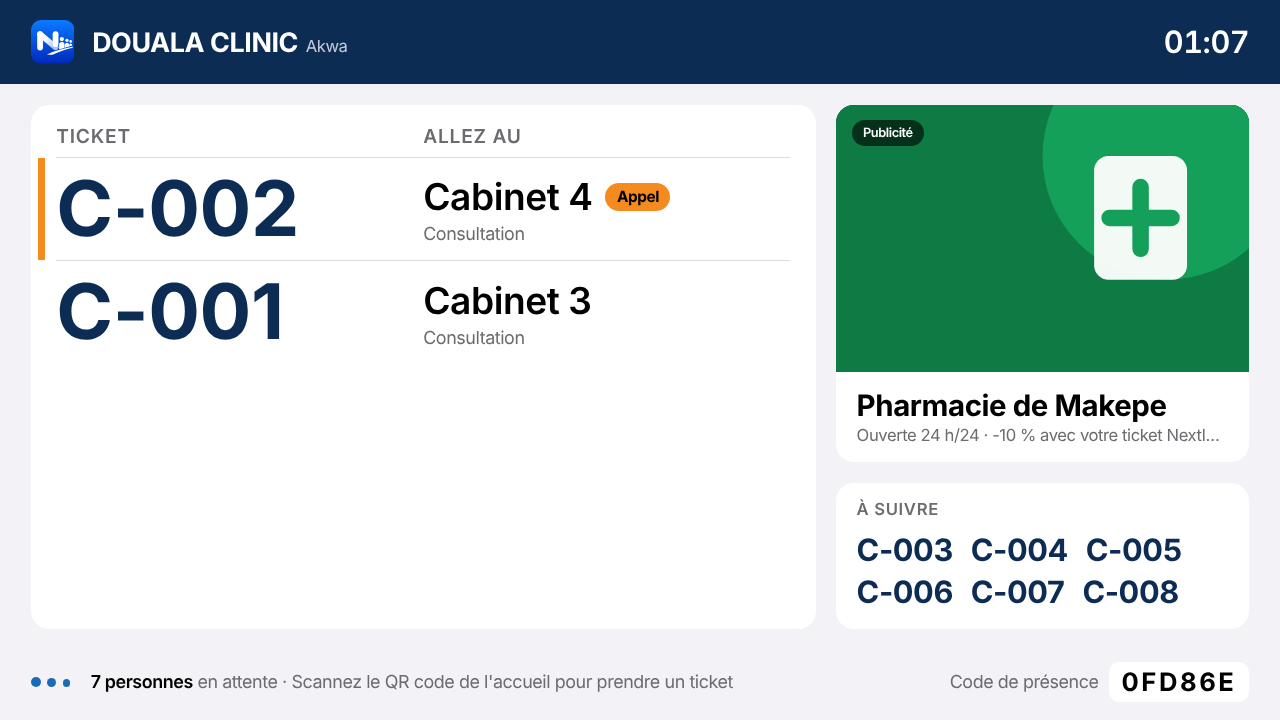 DOUALA CLINIC Akwa
01:07
TICKET ALLEZ AU
C-002
Cabinet 4 Appel
Consultation
C-001
Cabinet 3
Consultation
Publicité
Pharmacie de Makepe
Ouverte 24 h/24 · -10 % avec votre ticket Nextl...
À SUIVRE
C-003 C-004 C-005
C-006 C-007 C-008
7 personnes en attente · Scannez le QR code de l'accueil pour prendre un ticket
Code de présence 0FD86E